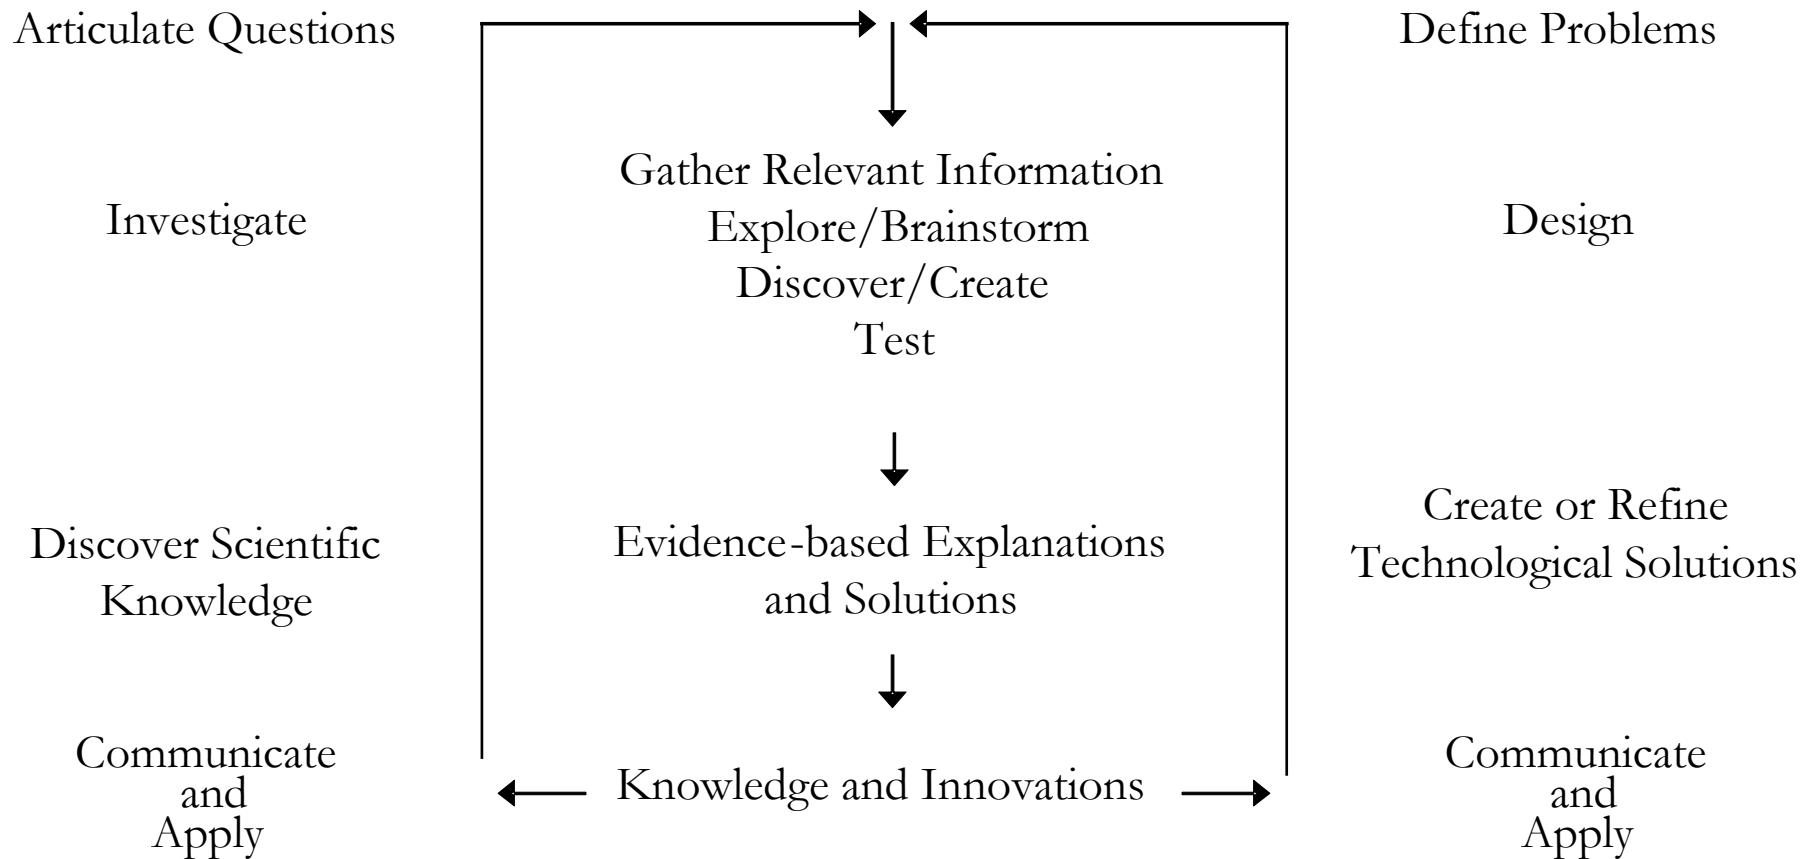 Articulate Questions
Define Problems
Gather Relevant Information
Investigate
Explore/Brainstorm
Design
Discover/Create
Test
Discover Scientific
Knowledge
Evidence-based Explanations
and Solutions
Create or Refine
Technological Solutions
Communicate
and
Apply
Knowledge and Innovations
Communicate
and
Apply